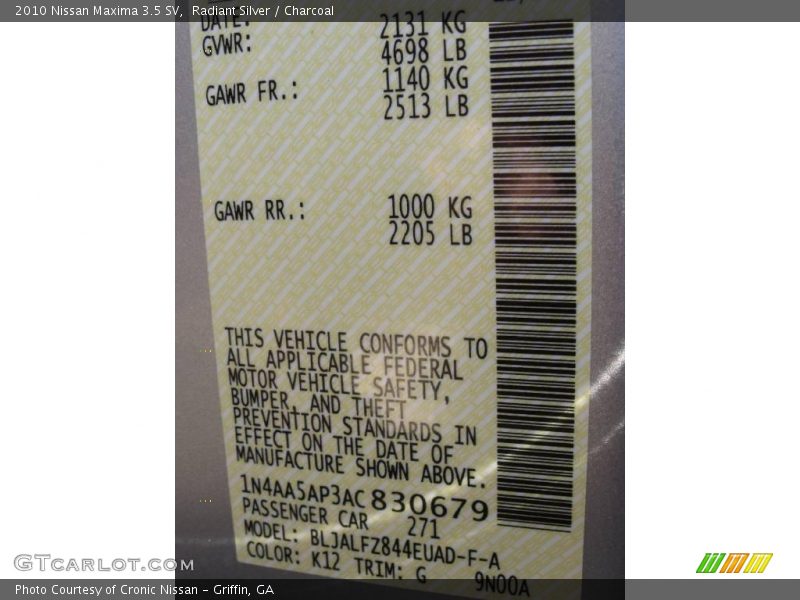 2010 Nissan Maxima 3.5 SV, Radiant Silver / Charcoal
DATE:
2131 KG
GVWR:
4698 LB
1140 KG
GAWR FR.:
2513 LB
GAWR RR.:
1000 KG
2205 LB
THIS VEHICLE CONFORMS TO
ALL APPLICABLE FEDERAL
MOTOR VEHICLE SAFETY,
BUMPER, AND THEFT
PREVENTION STANDARDS IN
EFFECT ON THE DATE OF
MANUFACTURE SHOWN ABOVE.
1N4AA5AP3AC830679
PASSENGER CAR 271
MODEL: BLJALFZ844EUAD-F-A
COLOR: K12 TRIM: G 9N00A
GTCARLOT.COM
Photo Courtesy of Cronic Nissan - Griffin, GA